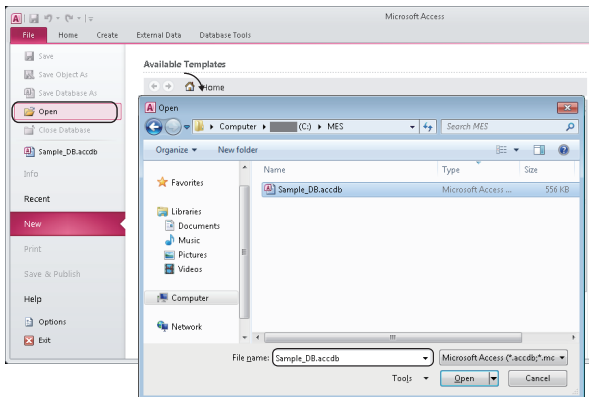 Microsoft Access
File Home Create External Data Database Tools
Save
Save Object As
Save Database As
Open
Close Database
Sample_DB.accdb
Info
Recent
New
Print
Save & Publish
Help
Options
Exit
Available Templates
Home
Open
Computer (C:) MES
Search MES
Organize New folder
Name Type Size
Sample_DB.accdb Microsoft Access ... 556 KB
Favorites
Libraries
Documents
Music
Pictures
Videos
Computer
Network
File name: Sample_DB.accdb Microsoft Access (*.accdb;*.mc
Tools Open Cancel